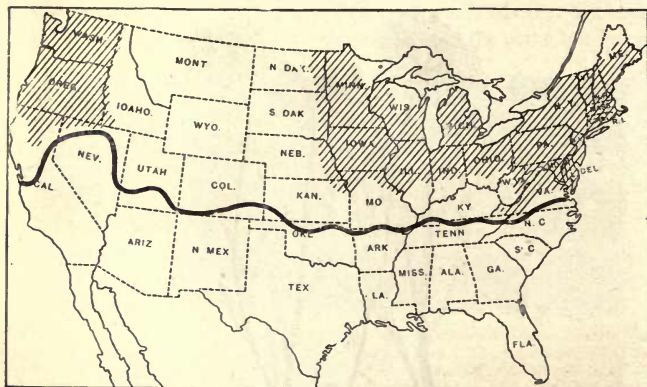 WASH.
MONT
N. DAK.
MINN.
ME.
OREG.
IDAHO.
S. DAK
WIS.
MICH.
N.Y.
MASS.
R.I.
WYO.
NEB.
IOWA
PA.
NEV.
UTAH
COL.
ILL.
IND.
OHIO.
DEL.
CAL.
KAN.
MO
KY
W.VA.
VA.
ARIZ
N. MEX
OKL
ARK
TENN
N. C
S. C
TEX
LA.
MISS.
ALA.
GA.
FLA.